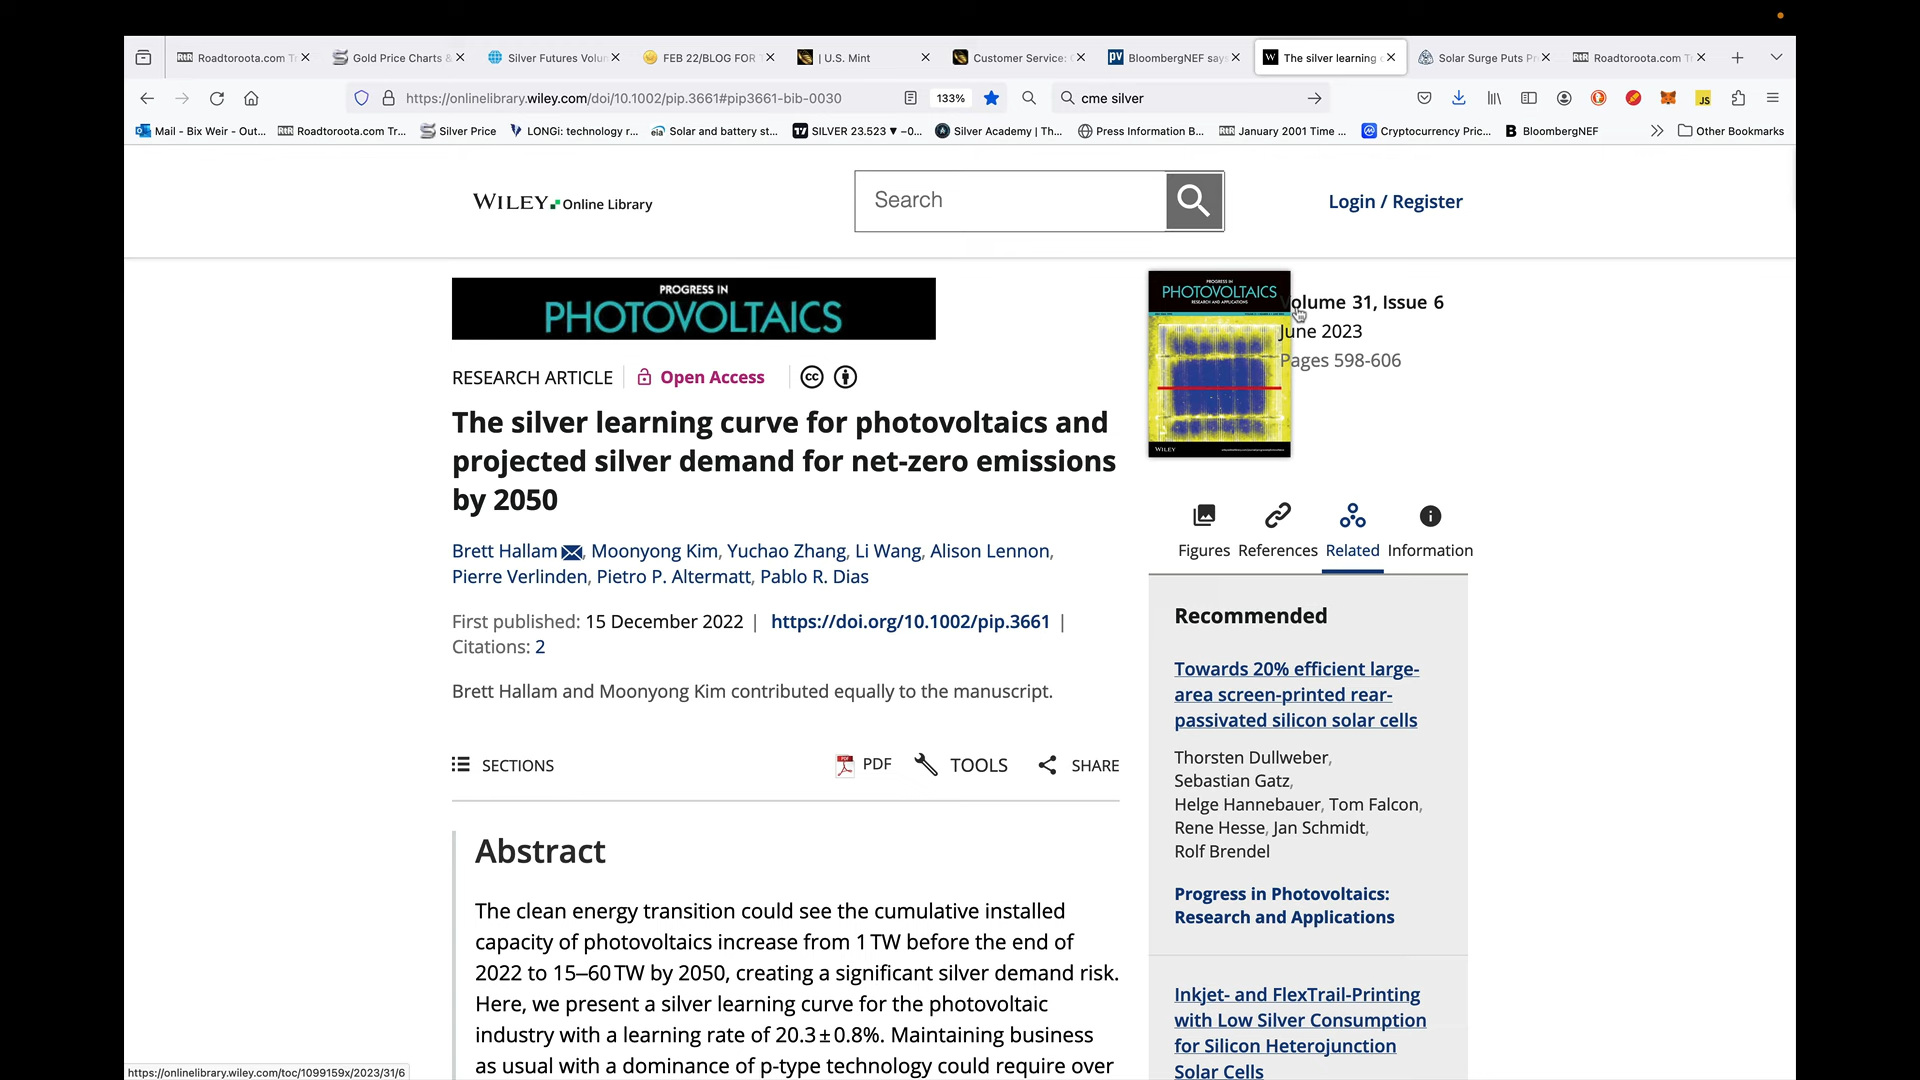 Roadtoroota.com Tr
Gold Price Charts &
Silver Futures Volun
FEB 22/BLOG FOR T
| U.S. Mint
Customer Service: C
BloombergNEF says
The silver learning c
Solar Surge Puts Pr
Roadtoroota.com Tr
https://onlinelibrary.wiley.com/doi/10.1002/pip.3661#pip3661-bib-0030
133%
cme silver
Mail - Bix Weir - Out...
Roadtoroota.com Tr...
Silver Price
LONGi: technology r...
Solar and battery st...
SILVER 23.523 ▼ −0...
Silver Academy | Th...
Press Information B...
January 2001 Time ...
Cryptocurrency Pric...
BloombergNEF
Other Bookmarks
WILEY Online Library
Search
Login / Register
PROGRESS IN
PHOTOVOLTAICS
PROGRESS IN
PHOTOVOLTAICS
RESEARCH AND APPLICATIONS
WILEY
Volume 31, Issue 6
June 2023
Pages 598-606
RESEARCH ARTICLE
Open Access
The silver learning curve for photovoltaics and
projected silver demand for net-zero emissions
by 2050
Brett Hallam, Moonyong Kim, Yuchao Zhang, Li Wang, Alison Lennon,
Pierre Verlinden, Pietro P. Altermatt, Pablo R. Dias
First published: 15 December 2022 | https://doi.org/10.1002/pip.3661 |
Citations: 2
Brett Hallam and Moonyong Kim contributed equally to the manuscript.
SECTIONS
PDF
TOOLS
SHARE
Abstract
The clean energy transition could see the cumulative installed
capacity of photovoltaics increase from 1 TW before the end of
2022 to 15–60 TW by 2050, creating a significant silver demand risk.
Here, we present a silver learning curve for the photovoltaic
industry with a learning rate of 20.3 ± 0.8%. Maintaining business
as usual with a dominance of p-type technology could require over
Figures
References
Related
Information
Recommended
Towards 20% efficient large-
area screen-printed rear-
passivated silicon solar cells
Thorsten Dullweber,
Sebastian Gatz,
Helge Hannebauer, Tom Falcon,
Rene Hesse, Jan Schmidt,
Rolf Brendel
Progress in Photovoltaics:
Research and Applications
Inkjet- and FlexTrail-Printing
with Low Silver Consumption
for Silicon Heterojunction
Solar Cells
https://onlinelibrary.wiley.com/toc/1099159x/2023/31/6